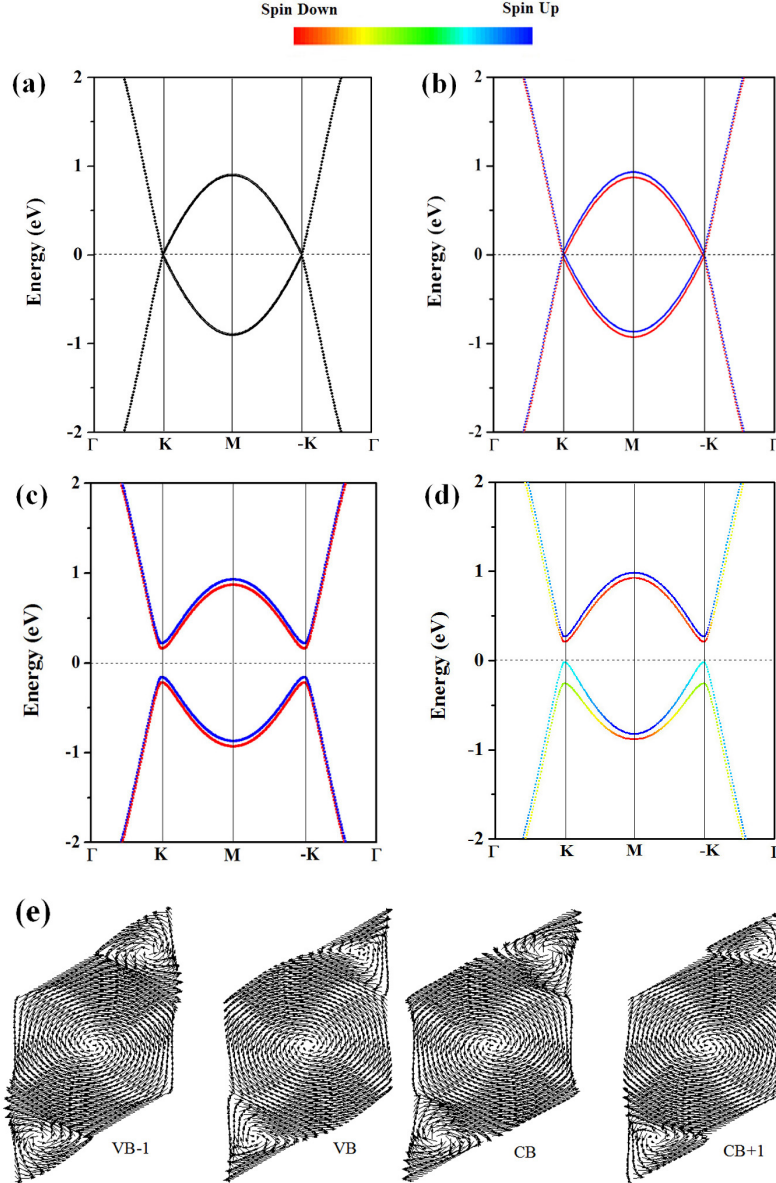 Spin Down Spin Up
(a)
Energy (eV)
2
1
0
-1
-2
Γ K M -K Γ
(b)
Energy (eV)
2
1
0
-1
-2
Γ K M -K Γ
(c)
Energy (eV)
2
1
0
-1
-2
Γ K M -K Γ
(d)
Energy (eV)
2
1
0
-1
-2
Γ K M -K
(e)
VB-1 VB CB CB+1